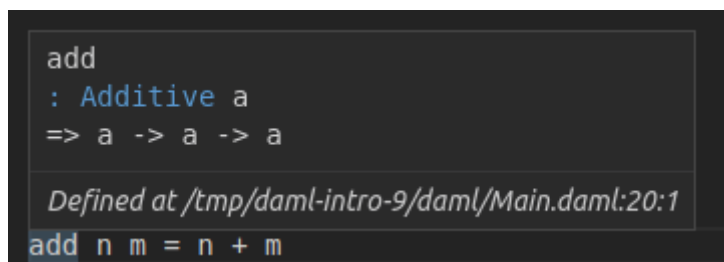 add
: Additive a
=> a -> a -> a
Defined at /tmp/daml-intro-9/daml/Main.daml:20:1
add n m = n + m